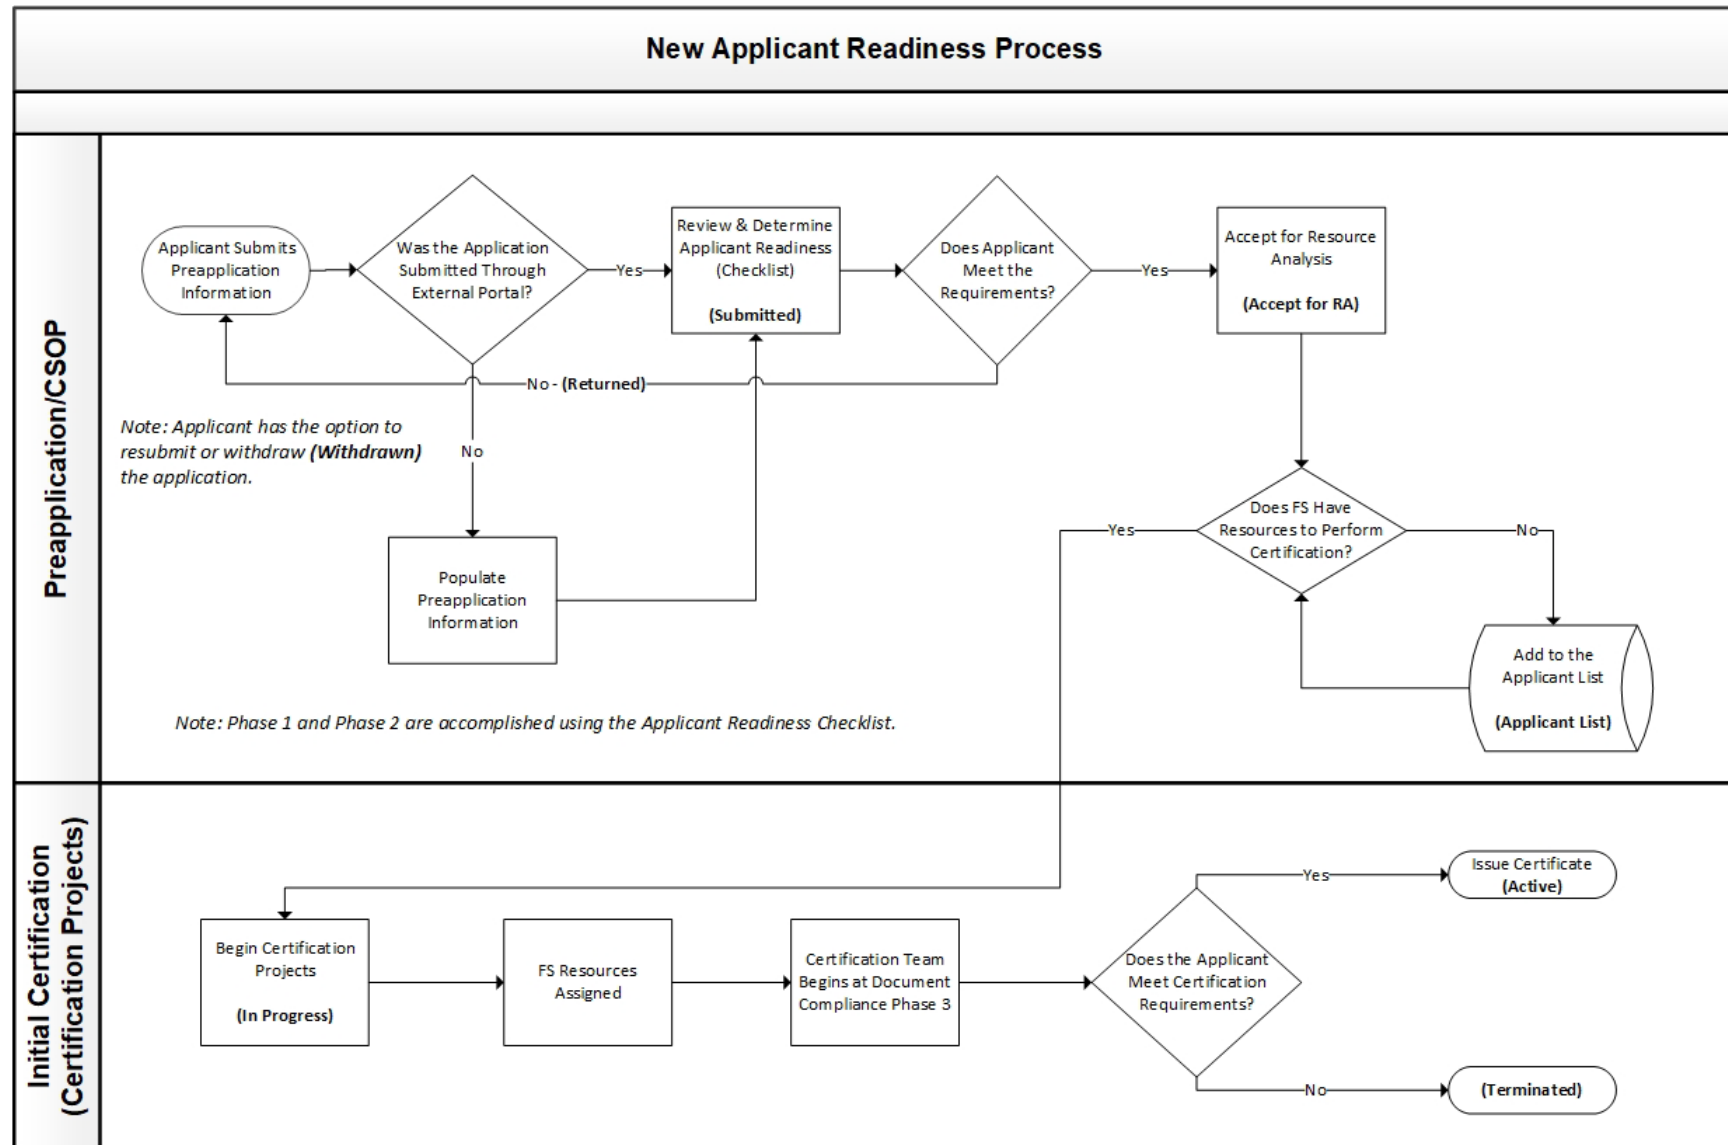 New Applicant Readiness Process
Preapplication/CSOP
Applicant Submits
Preapplication
Information
Was the Application
Submitted Through
External Portal?
Yes
Review & Determine
Applicant Readiness
(Checklist)
(Submitted)
Does Applicant
Meet the
Requirements?
Yes
Accept for Resource
Analysis
(Accept for RA)
No - (Returned)
Note: Applicant has the option to
resubmit or withdraw (Withdrawn)
the application.
No
Populate
Preapplication
Information
Does FS Have
Resources to Perform
Certification?
Yes
No
Add to the
Applicant List
(Applicant List)
Note: Phase 1 and Phase 2 are accomplished using the Applicant Readiness Checklist.
Initial Certification
(Certification Projects)
Begin Certification
Projects
(In Progress)
FS Resources
Assigned
Certification Team
Begins at Document
Compliance Phase 3
Does the Applicant
Meet Certification
Requirements?
Yes
Issue Certificate
(Active)
No
(Terminated)